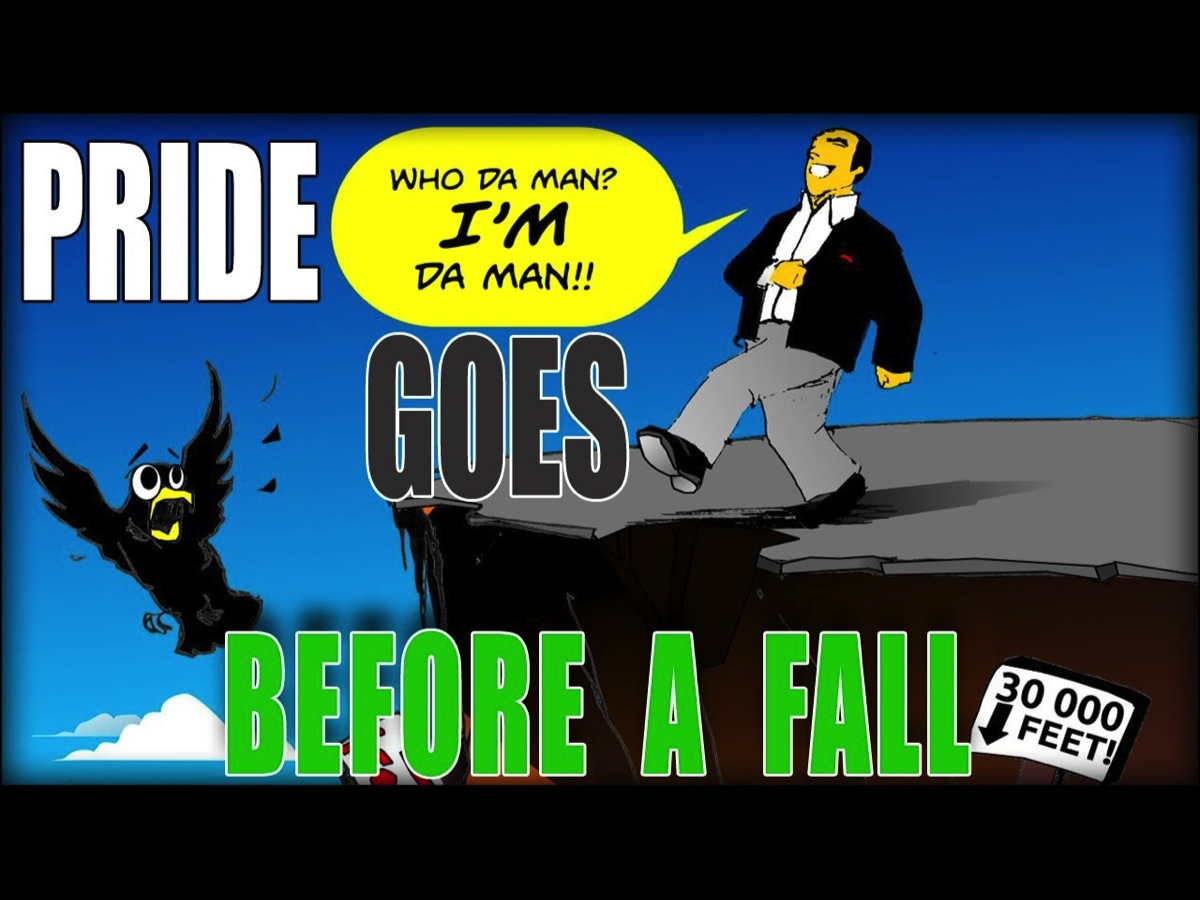 PRIDE
WHO DA MAN?
I'M
DA MAN!!
GOES
BEFORE A FALL
30 000
FEET!